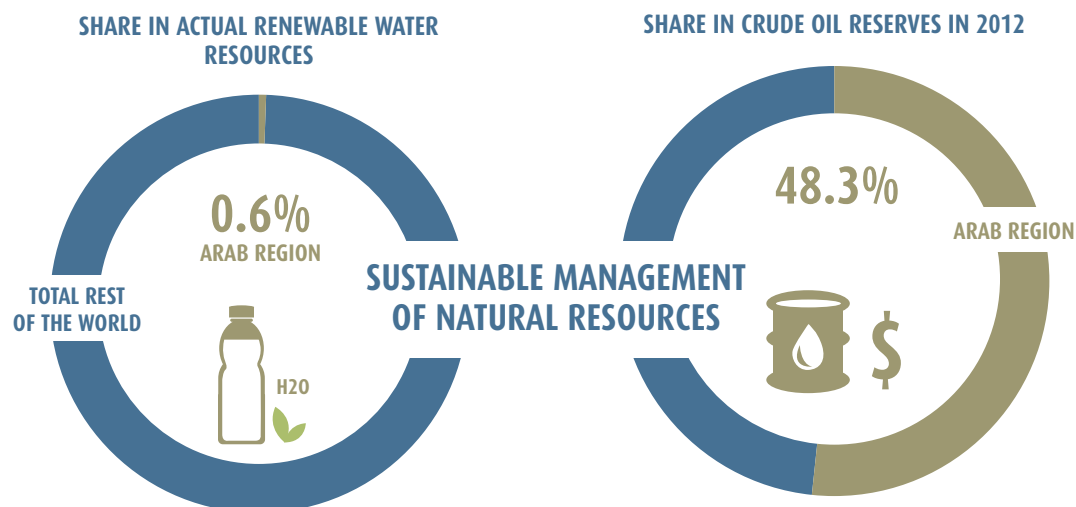 SHARE IN ACTUAL RENEWABLE WATER
RESOURCES
0.6%
ARAB REGION
TOTAL REST
OF THE WORLD
H2O
SUSTAINABLE MANAGEMENT
OF NATURAL RESOURCES
SHARE IN CRUDE OIL RESERVES IN 2012
48.3%
ARAB REGION
$